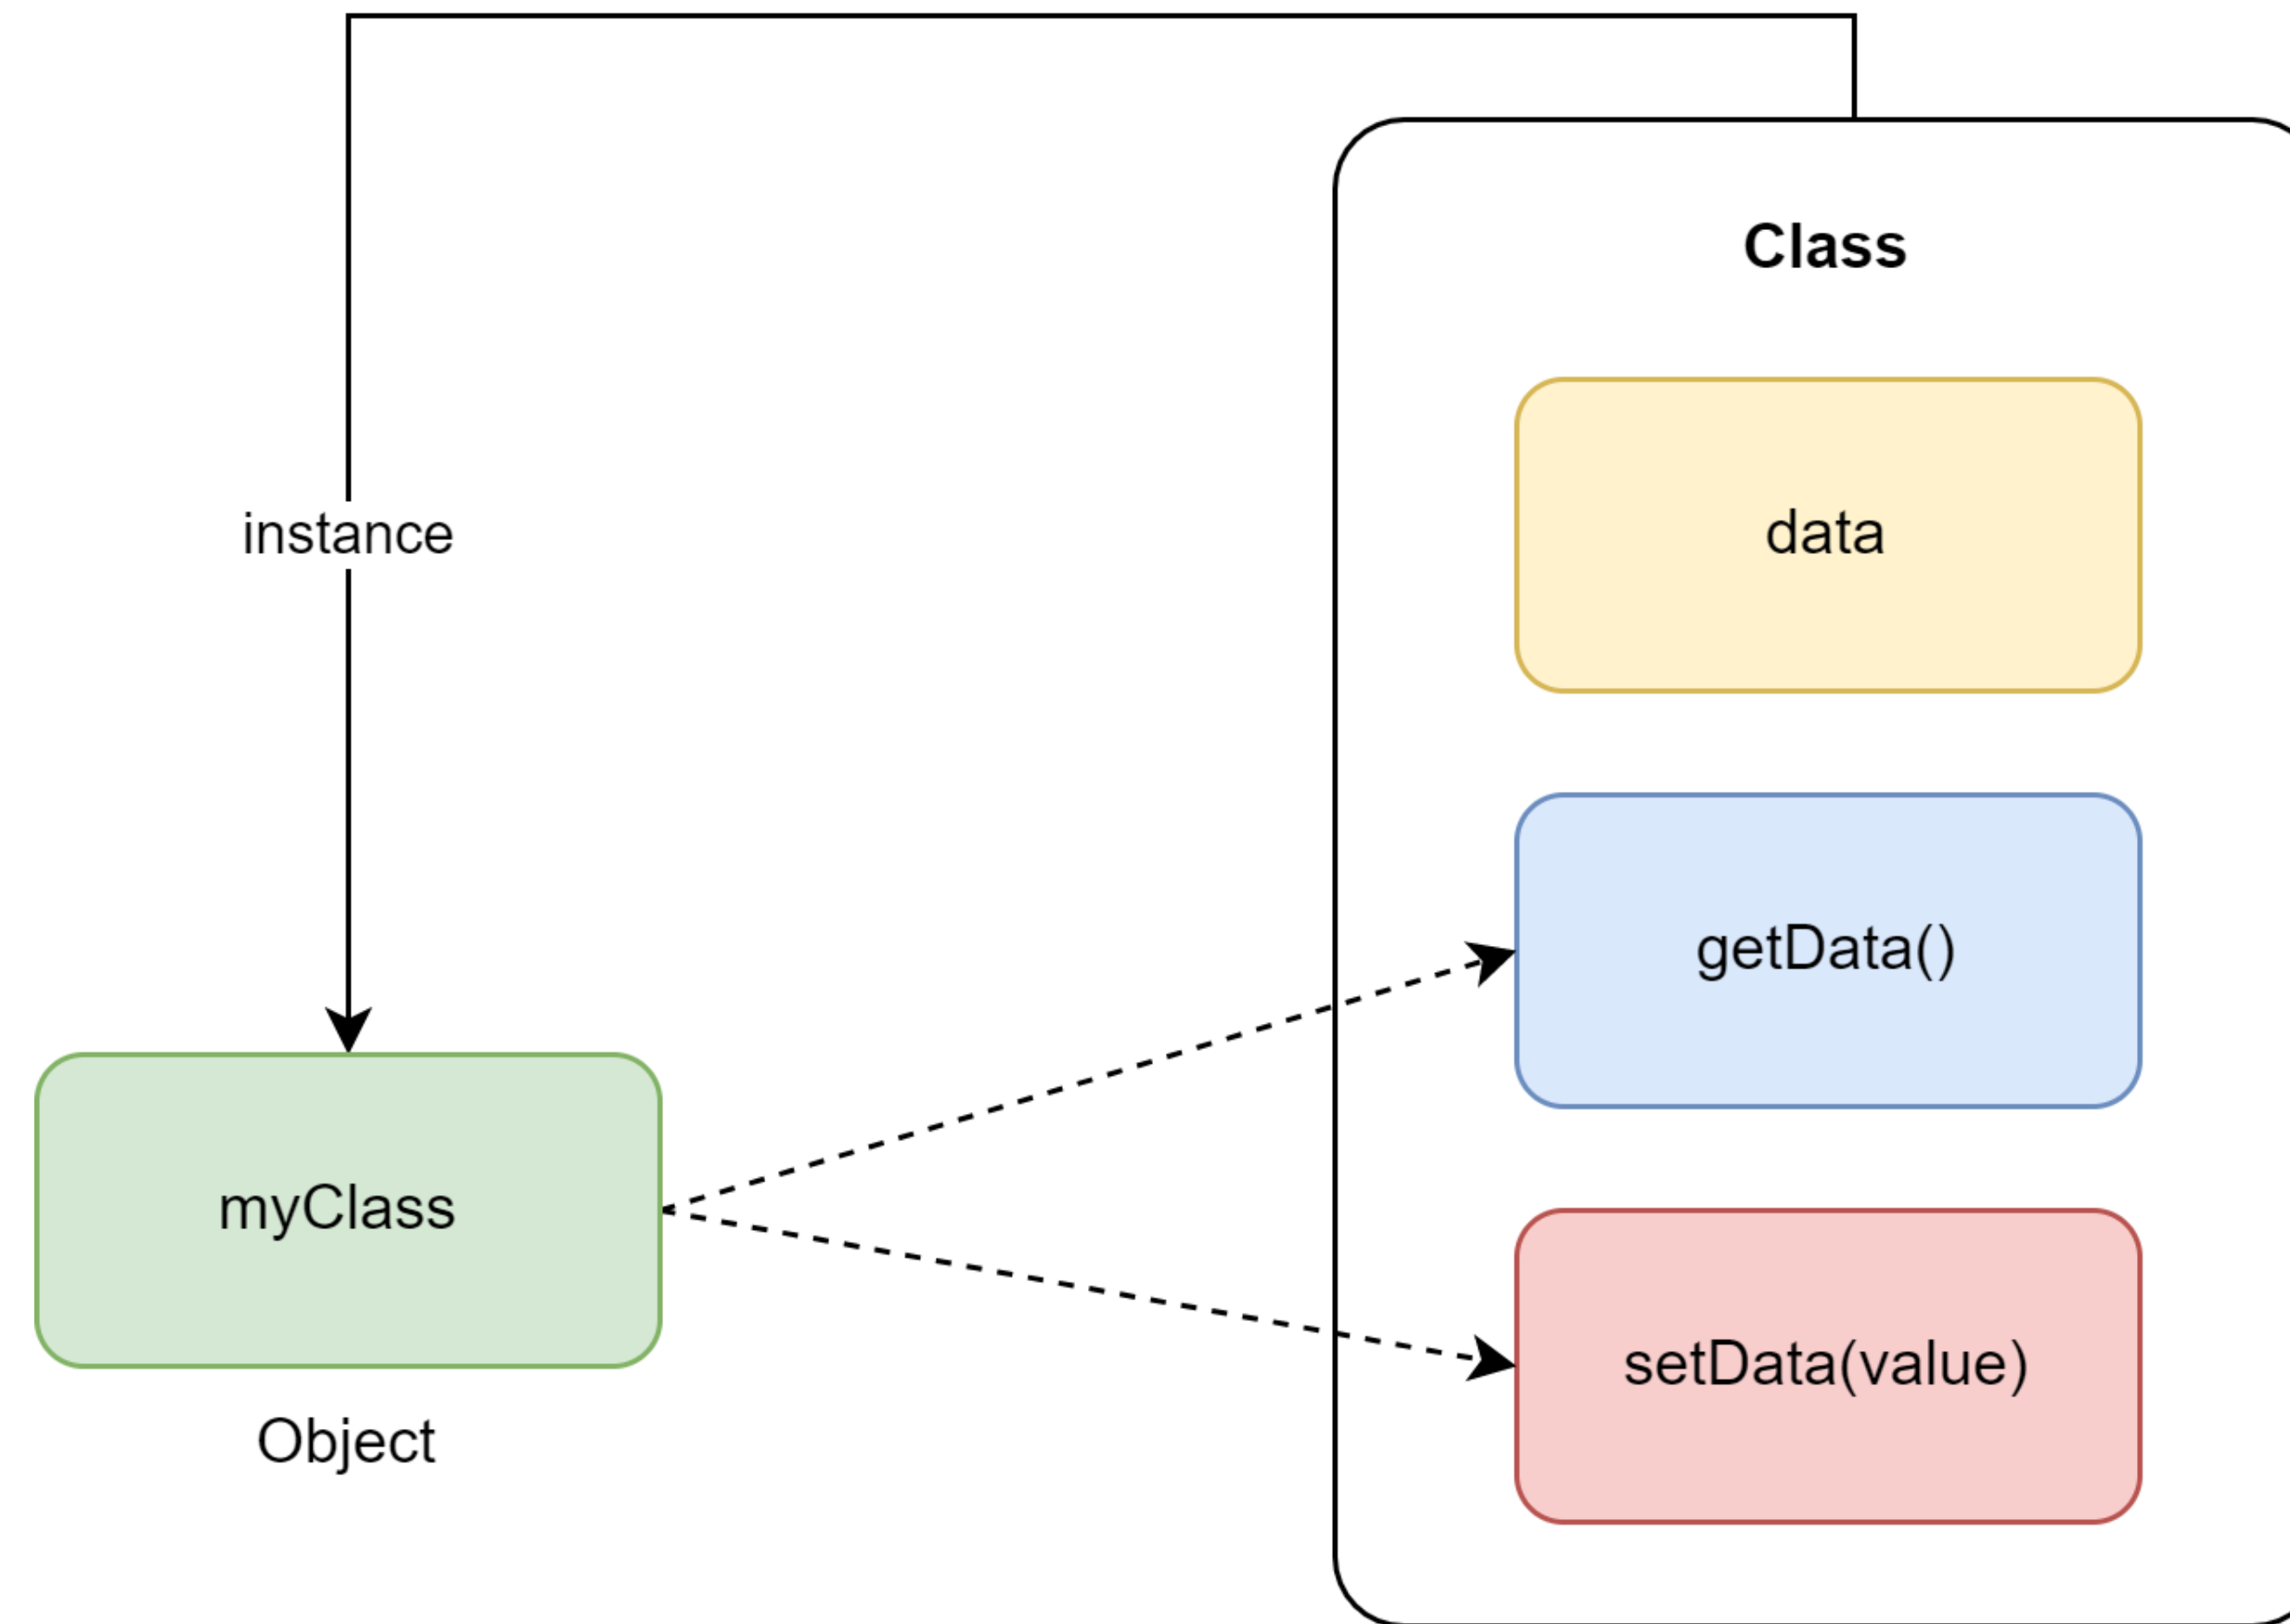 Class
instance
data
getData()
myClass
setData(value)
Object